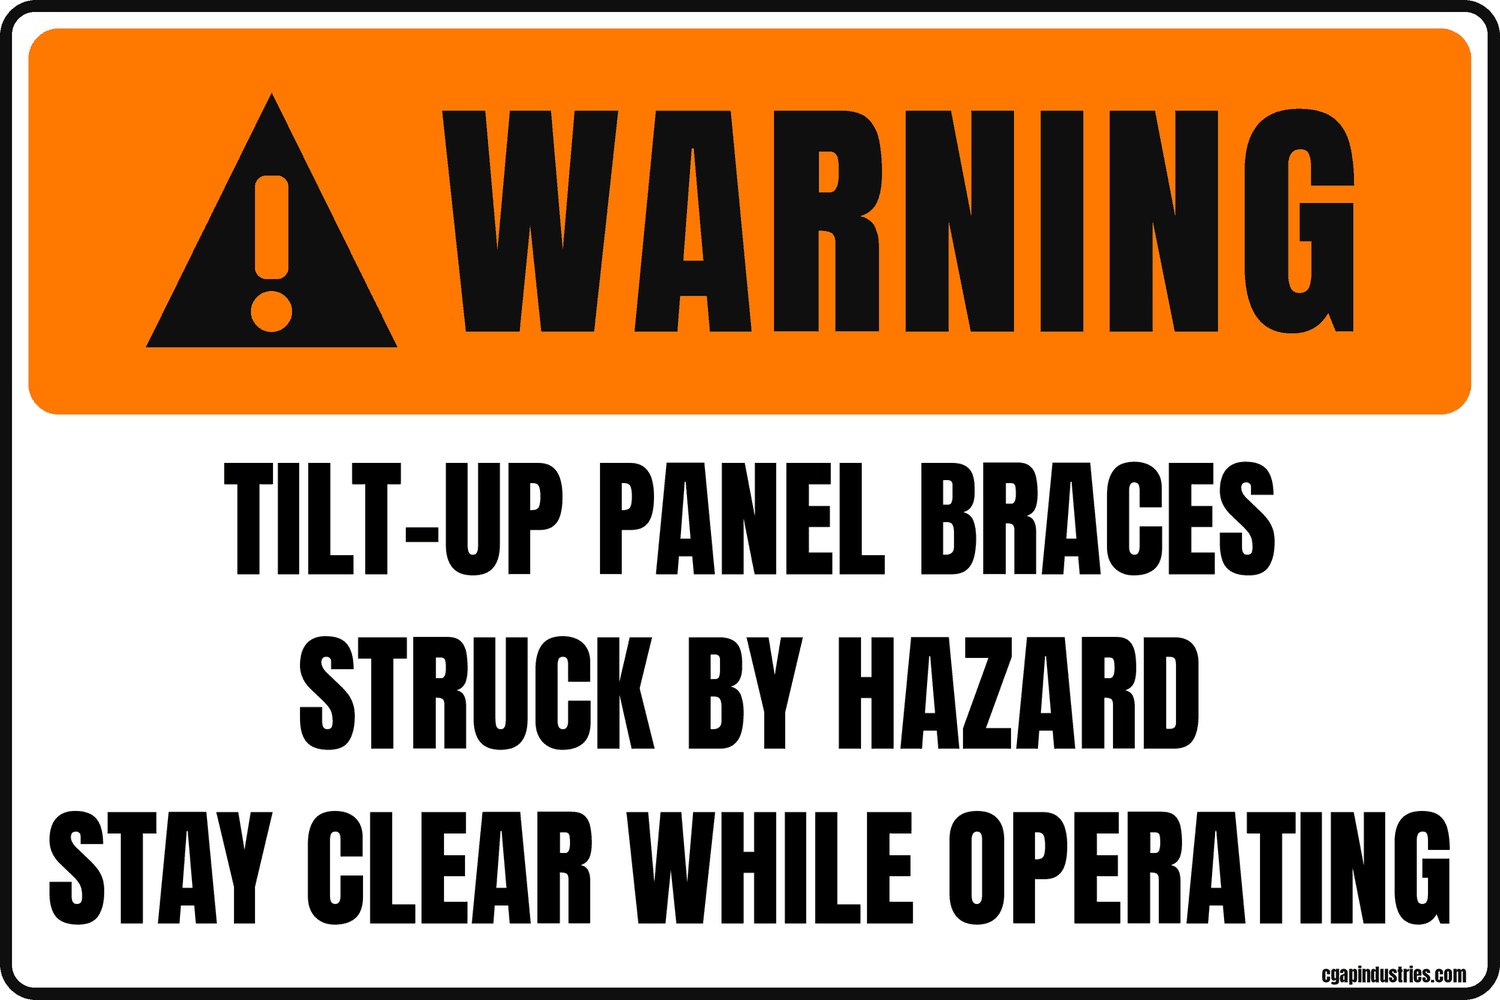 WARNING
TILT-UP PANEL BRACES
STRUCK BY HAZARD
STAY CLEAR WHILE OPERATING
cgapindustries.com